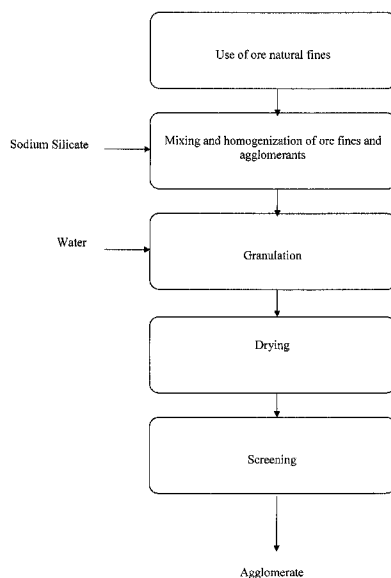 Use of ore natural fines
Sodium Silicate
Mixing and homogenization of ore fines and
agglomerants
Water
Granulation
Drying
Screening
Agglomerate